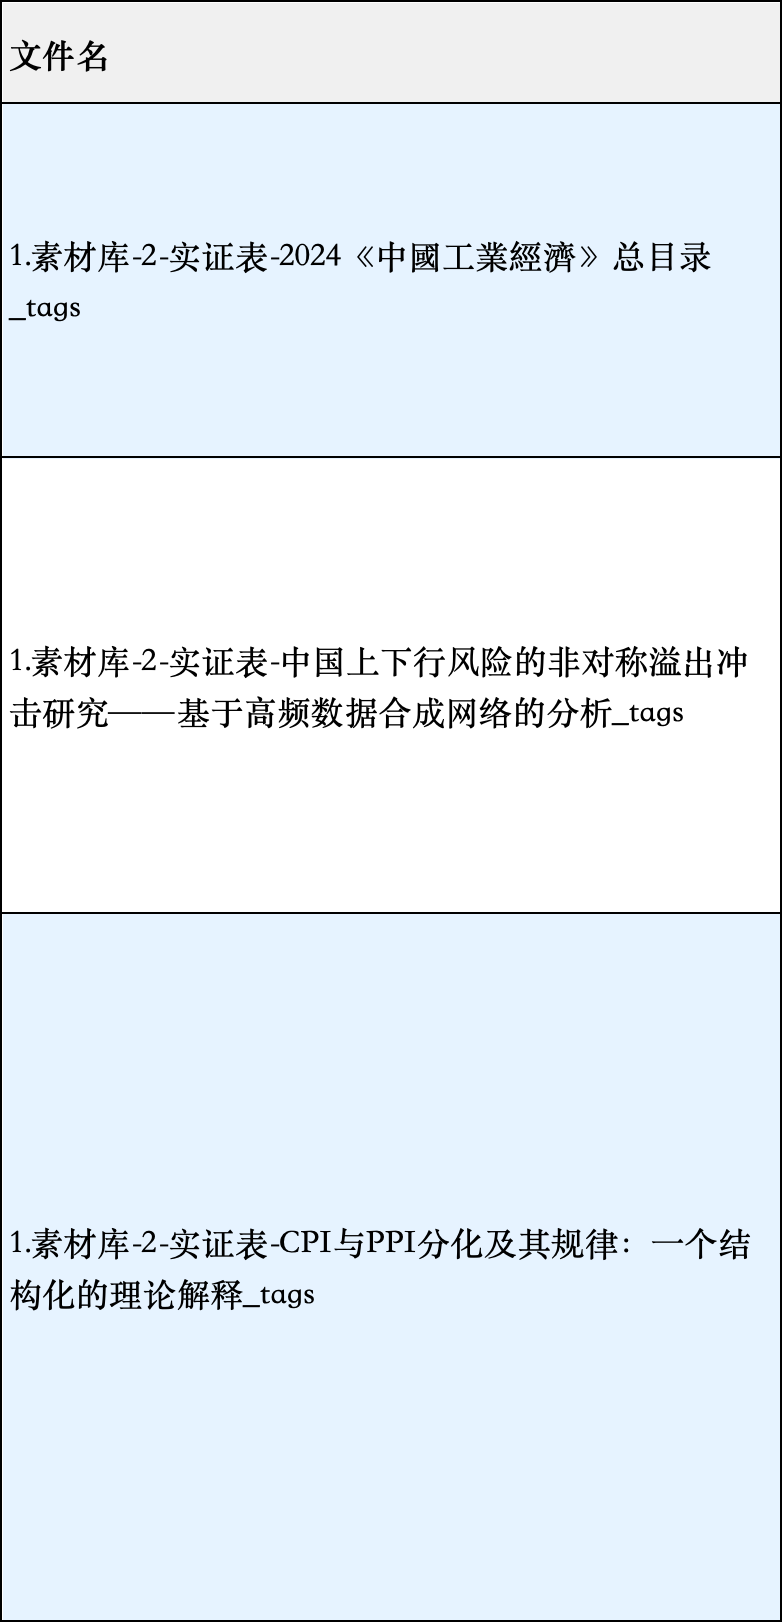 文件名
1.素材库-2-实证表-2024《中國工業經濟》总目录
_tags
1.素材库-2-实证表-中国上下行风险的非对称溢出冲
击研究——基于高频数据合成网络的分析_tags
1.素材库-2-实证表-CPI与PPI分化及其规律：一个结
构化的理论解释_tags